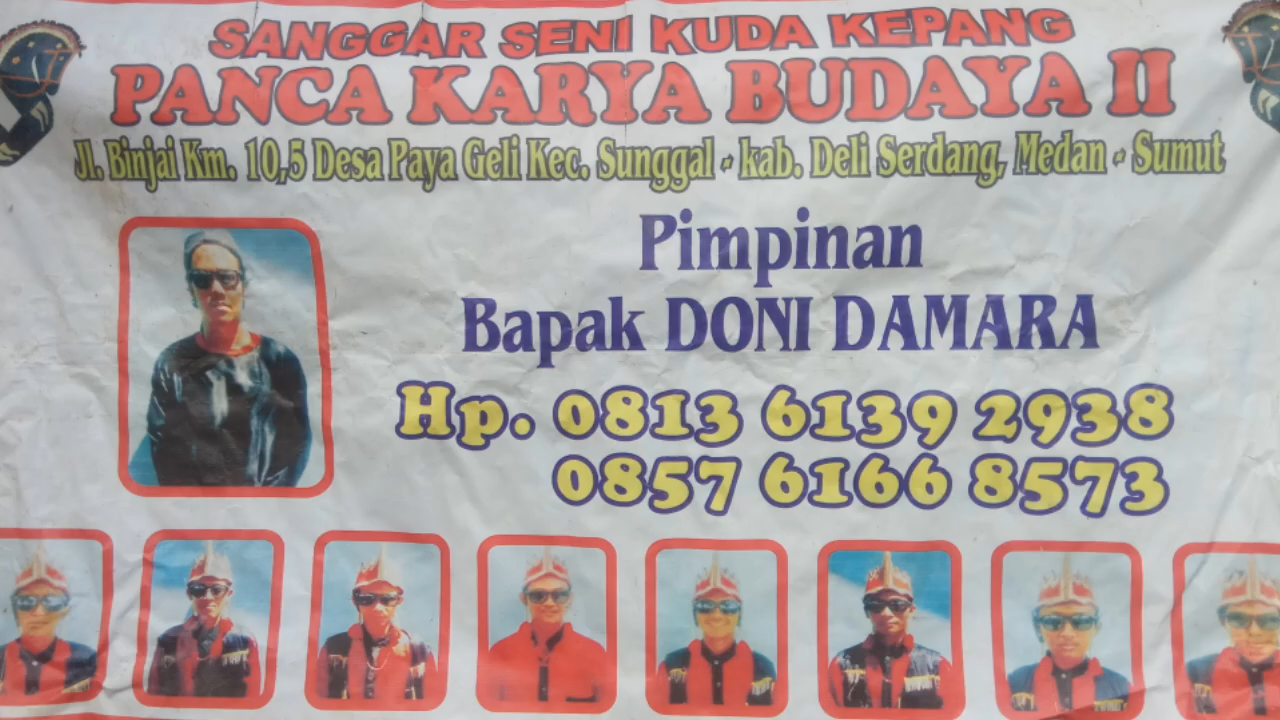 SANGGAR SENI KUDA KEPANG
PANCA KARYA BUDAYA II
Jl. Binjai Km. 10,5 Desa Paya Geli Kec. Sunggal - kab. Deli Serdang, Medan - Sumut
Pimpinan
Bapak DONI DAMARA
Hp. 0813 6139 2938
0857 6166 8573